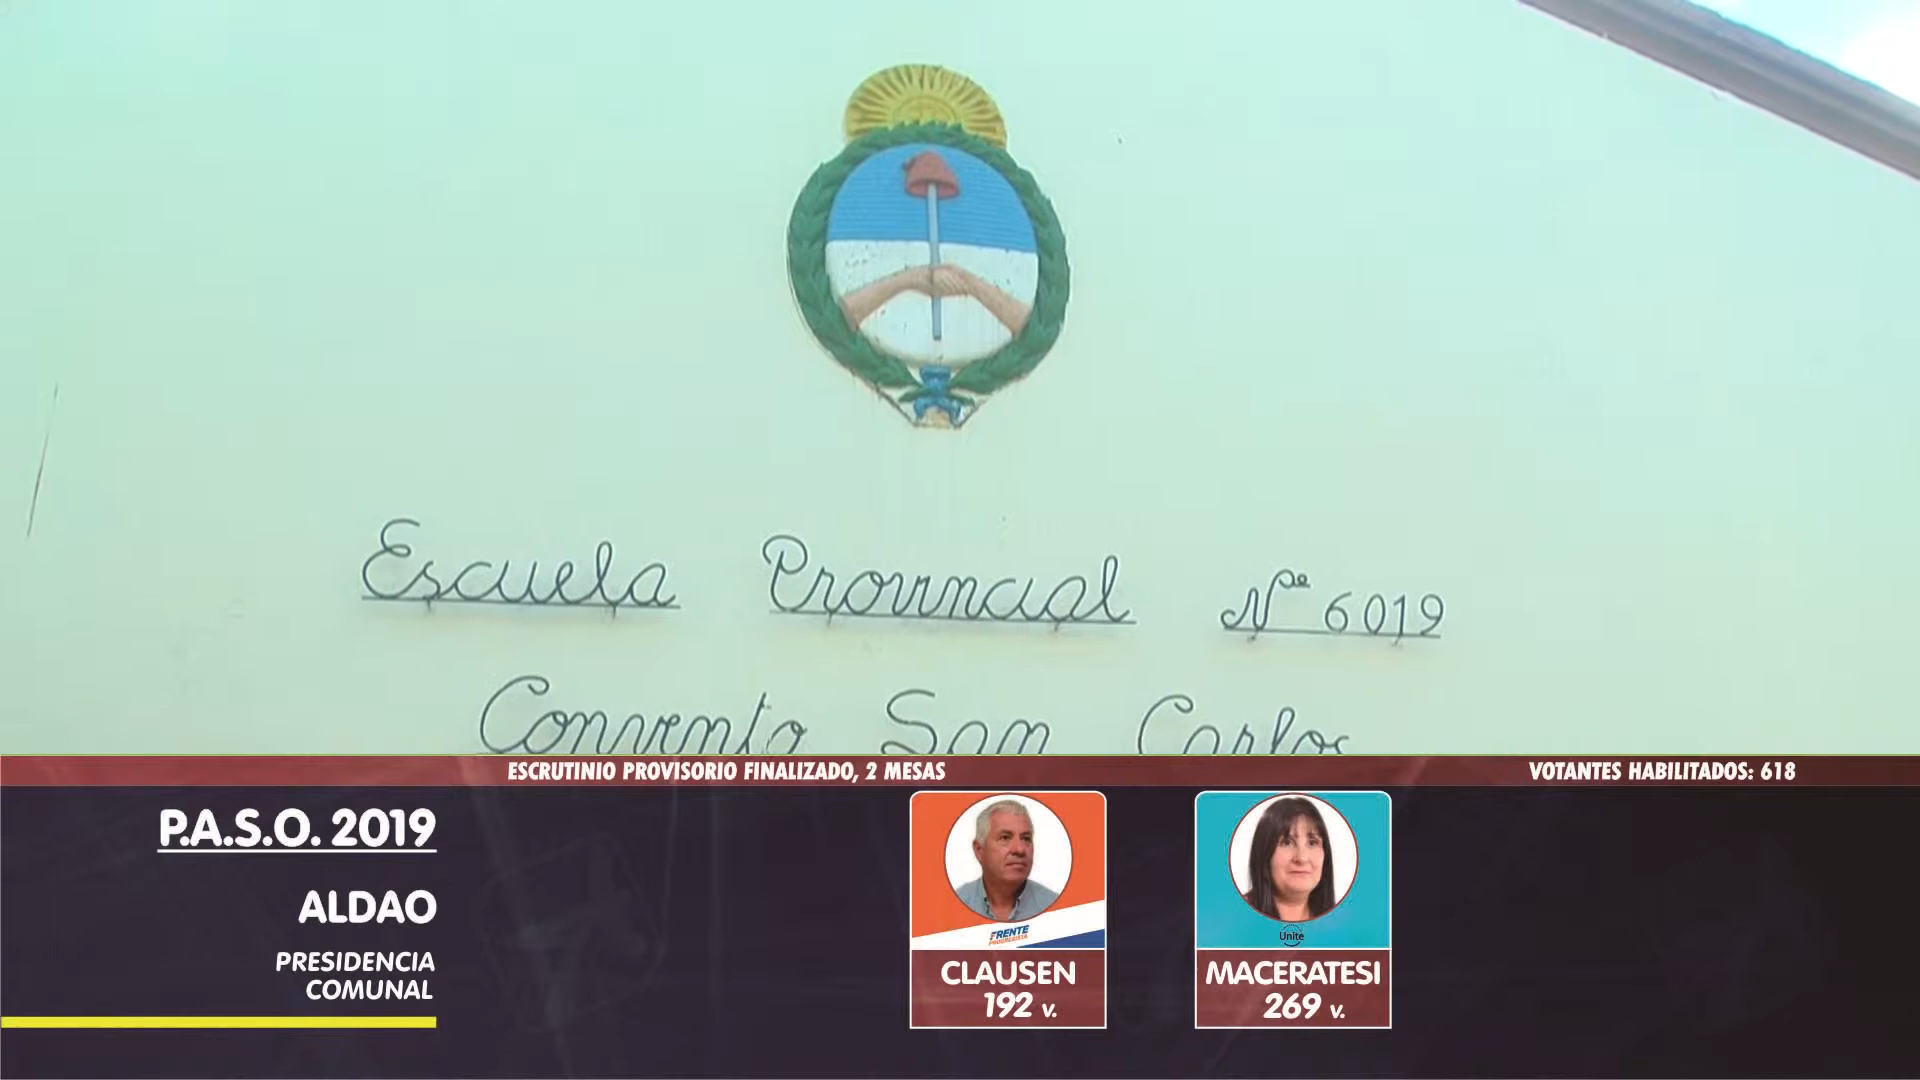 Escuela Provincial Nº 6019
Convento San Carlos
ESCRUTINIO PROVISORIO FINALIZADO, 2 MESAS
VOTANTES HABILITADOS: 618
P.A.S.O. 2019
ALDAO
PRESIDENCIA
COMUNAL
FRENTE
PROGRESISTA
CLAUSEN
192 v.
Unite
MACERATESI
269 v.